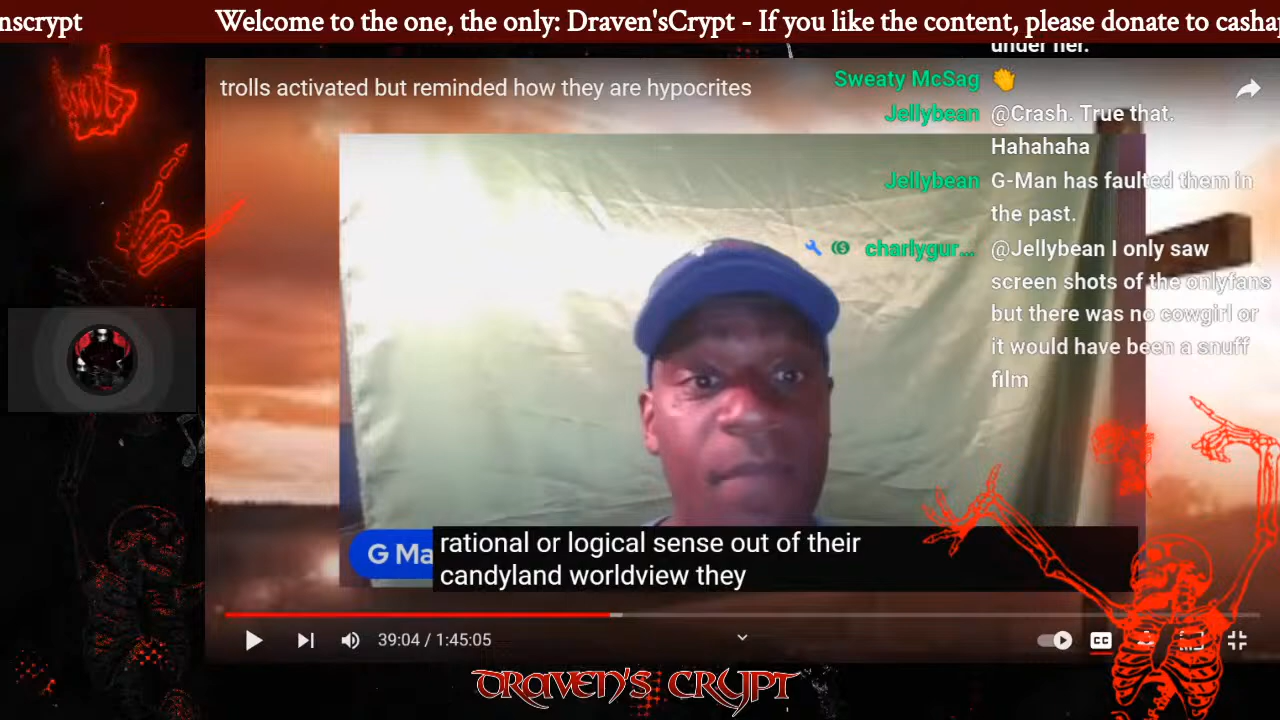 nscrypt Welcome to the one, the only: Draven'sCrypt - If you like the content, please donate to casha
under her.
trolls activated but reminded how they are hypocrites
Sweaty McSag 👏
Jellybean @Crash. True that.
Hahahaha
Jellybean G-Man has faulted them in
the past.
charlygur... @Jellybean I only saw
screen shots of the onlyfans
but there was no cowgirl or
it would have been a snuff
film
G Ma
rational or logical sense out of their
candyland worldview they
39:04 / 1:45:05
CC
DRAVEN'S CRYPT